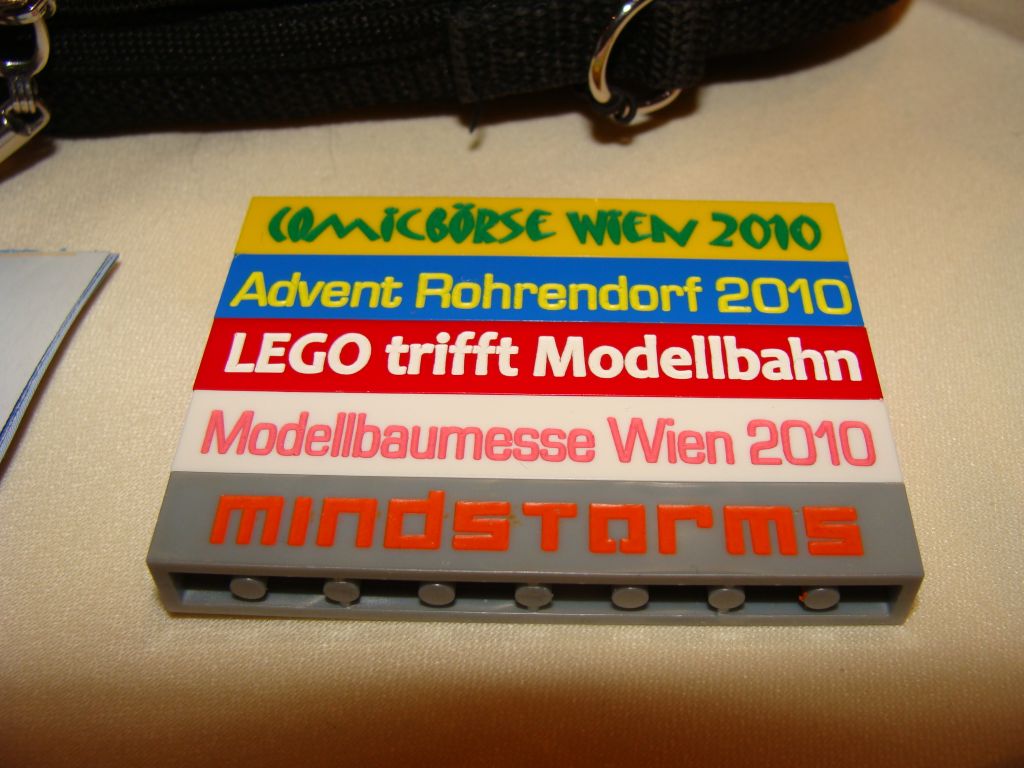 COMICBÖRSE WIEN 2010
Advent Rohrendorf 2010
LEGO trifft Modellbahn
Modellbaumesse Wien 2010
mindstorms